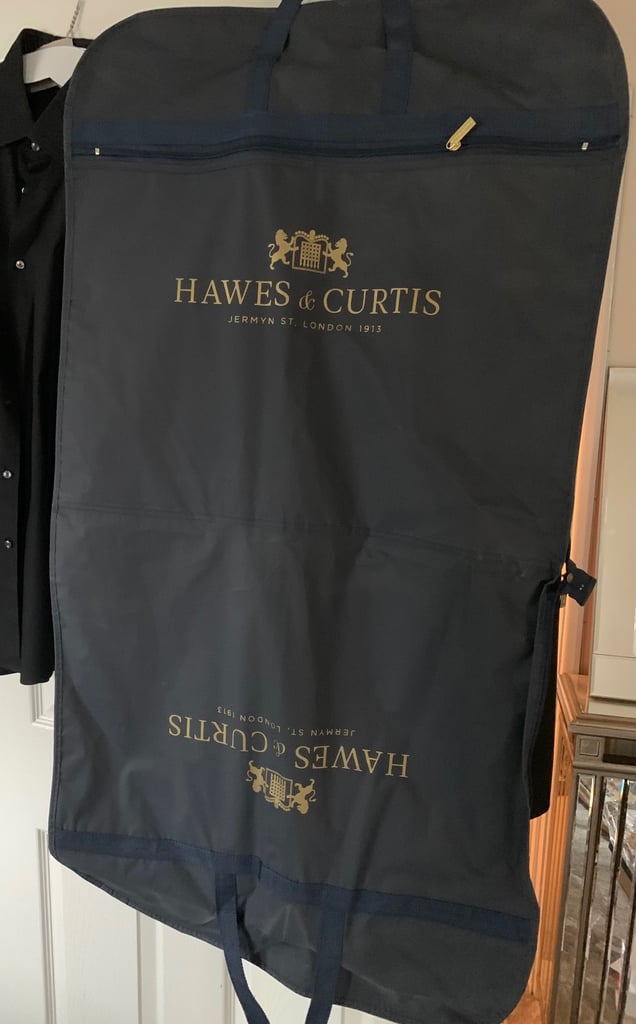 HAWES & CURTIS
JERMYN ST. LONDON 1913
JERMYN ST. LONDON 1913
HAWES & CURTIS